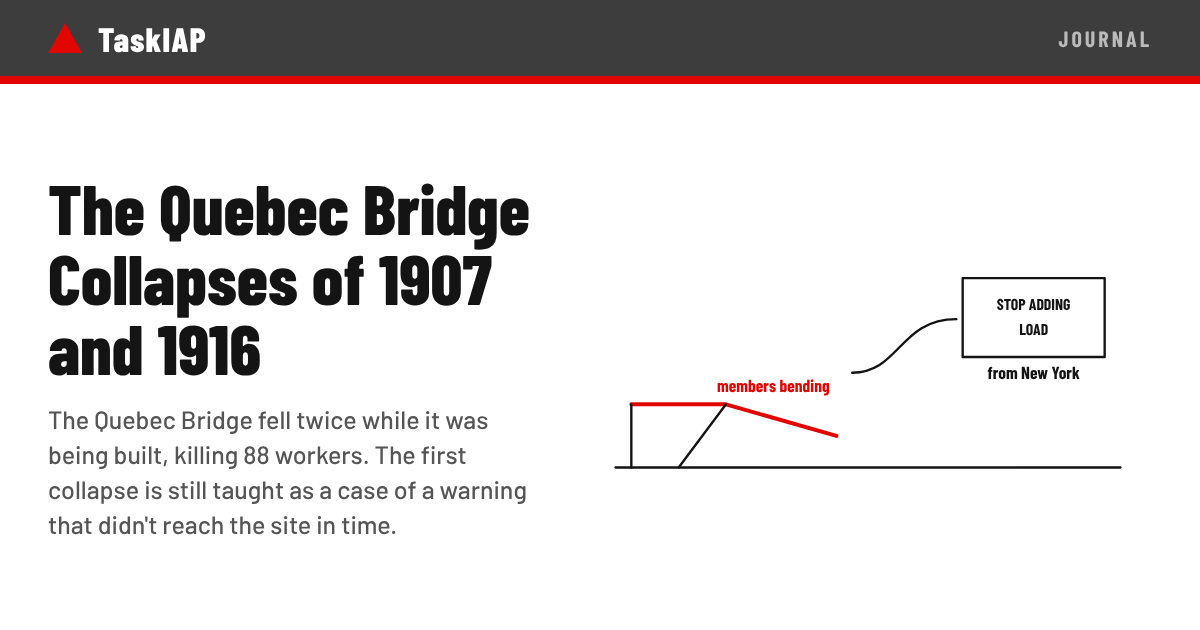 TaskIAP
JOURNAL
The Quebec Bridge
Collapses of 1907
and 1916
The Quebec Bridge fell twice while it was
being built, killing 88 workers. The first
collapse is still taught as a case of a warning
that didn't reach the site in time.
STOP ADDING
LOAD
from New York
members bending